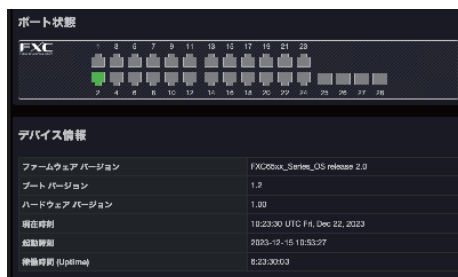 ポート状態
FXC
1 3 5 7 9 11 13 15 17 19 21 23
2 4 6 8 10 12 14 16 18 20 22 24 25 26 27 28
デバイス情報
ファームウェア バージョン FXC65xx_Series_OS release 2.0
ブート バージョン 1.2
ハードウェア バージョン 1.00
現在時刻 10:23:30 UTC Fri, Dec 22, 2023
起動時刻 2023-12-15 10:53:27
稼働時間 (Uptime) 6:23:30:03